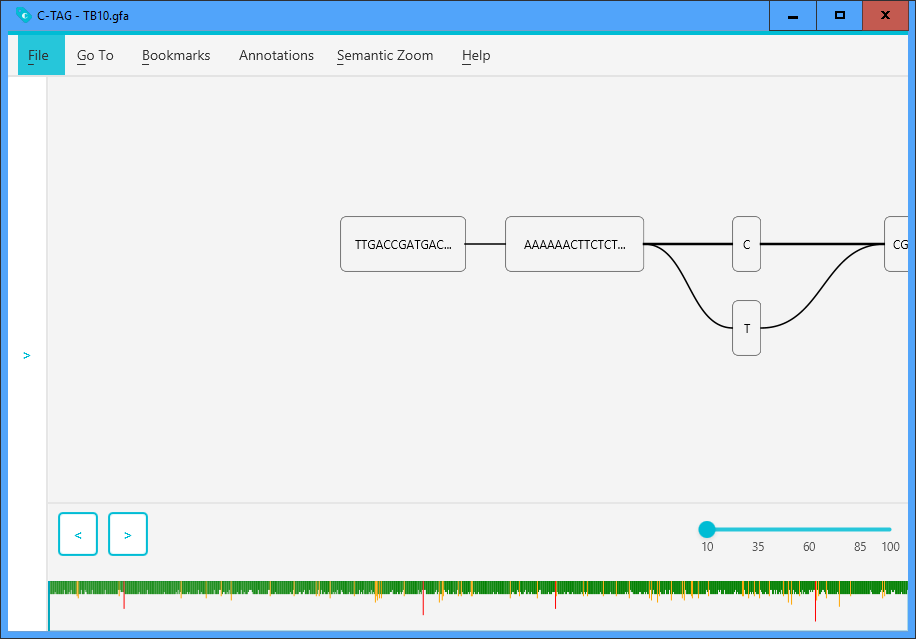 C-TAG - TB10.gfa
File Go To Bookmarks Annotations Semantic Zoom Help
TTGACCGATGAC... AAAAAACTTCTCT... C CG
T
>
< >
10 35 60 85 100